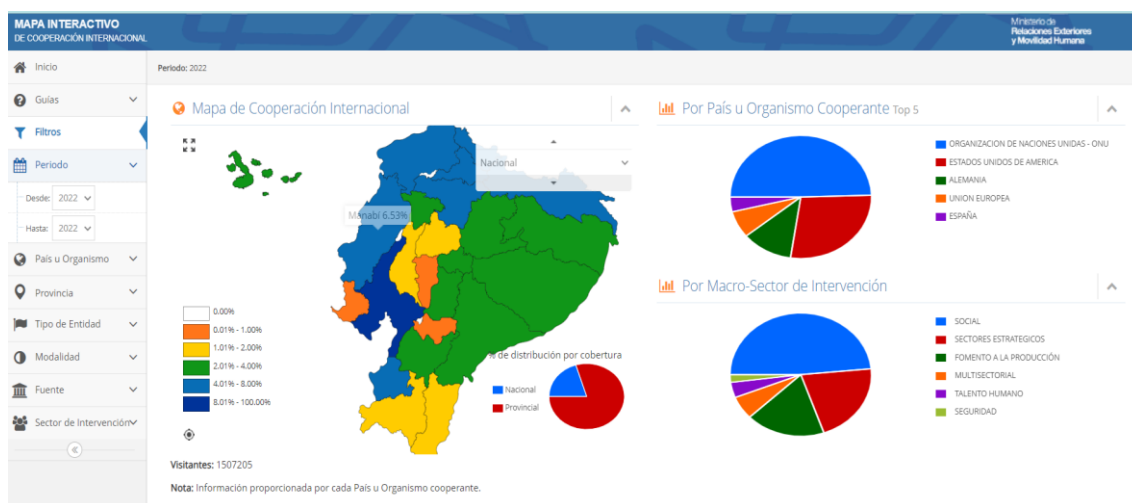 MAPA INTERACTIVO
DE COOPERACIÓN INTERNACIONAL
Ministerio de
Relaciones Exteriores
y Movilidad Humana
Inicio
Guías
Filtros
Periodo
Desde: 2022
Hasta: 2022
País u Organismo
Provincia
Tipo de Entidad
Modalidad
Fuente
Sector de Intervención
Periodo: 2022
Mapa de Cooperación Internacional
Nacional
Manabí 6.53%
0.00%
0.01% - 1.00%
1.01% - 2.00%
2.01% - 4.00%
4.01% - 8.00%
8.01% - 100.00%
% de distribución por cobertura
Nacional
Provincial
Visitantes: 1507205
Nota: Información proporcionada por cada País u Organismo cooperante.
Por País u Organismo Cooperante Top 5
ORGANIZACION DE NACIONES UNIDAS - ONU
ESTADOS UNIDOS DE AMERICA
ALEMANIA
UNION EUROPEA
ESPAÑA
Por Macro-Sector de Intervención
SOCIAL
SECTORES ESTRATEGICOS
FOMENTO A LA PRODUCCIÓN
MULTISECTORIAL
TALENTO HUMANO
SEGURIDAD